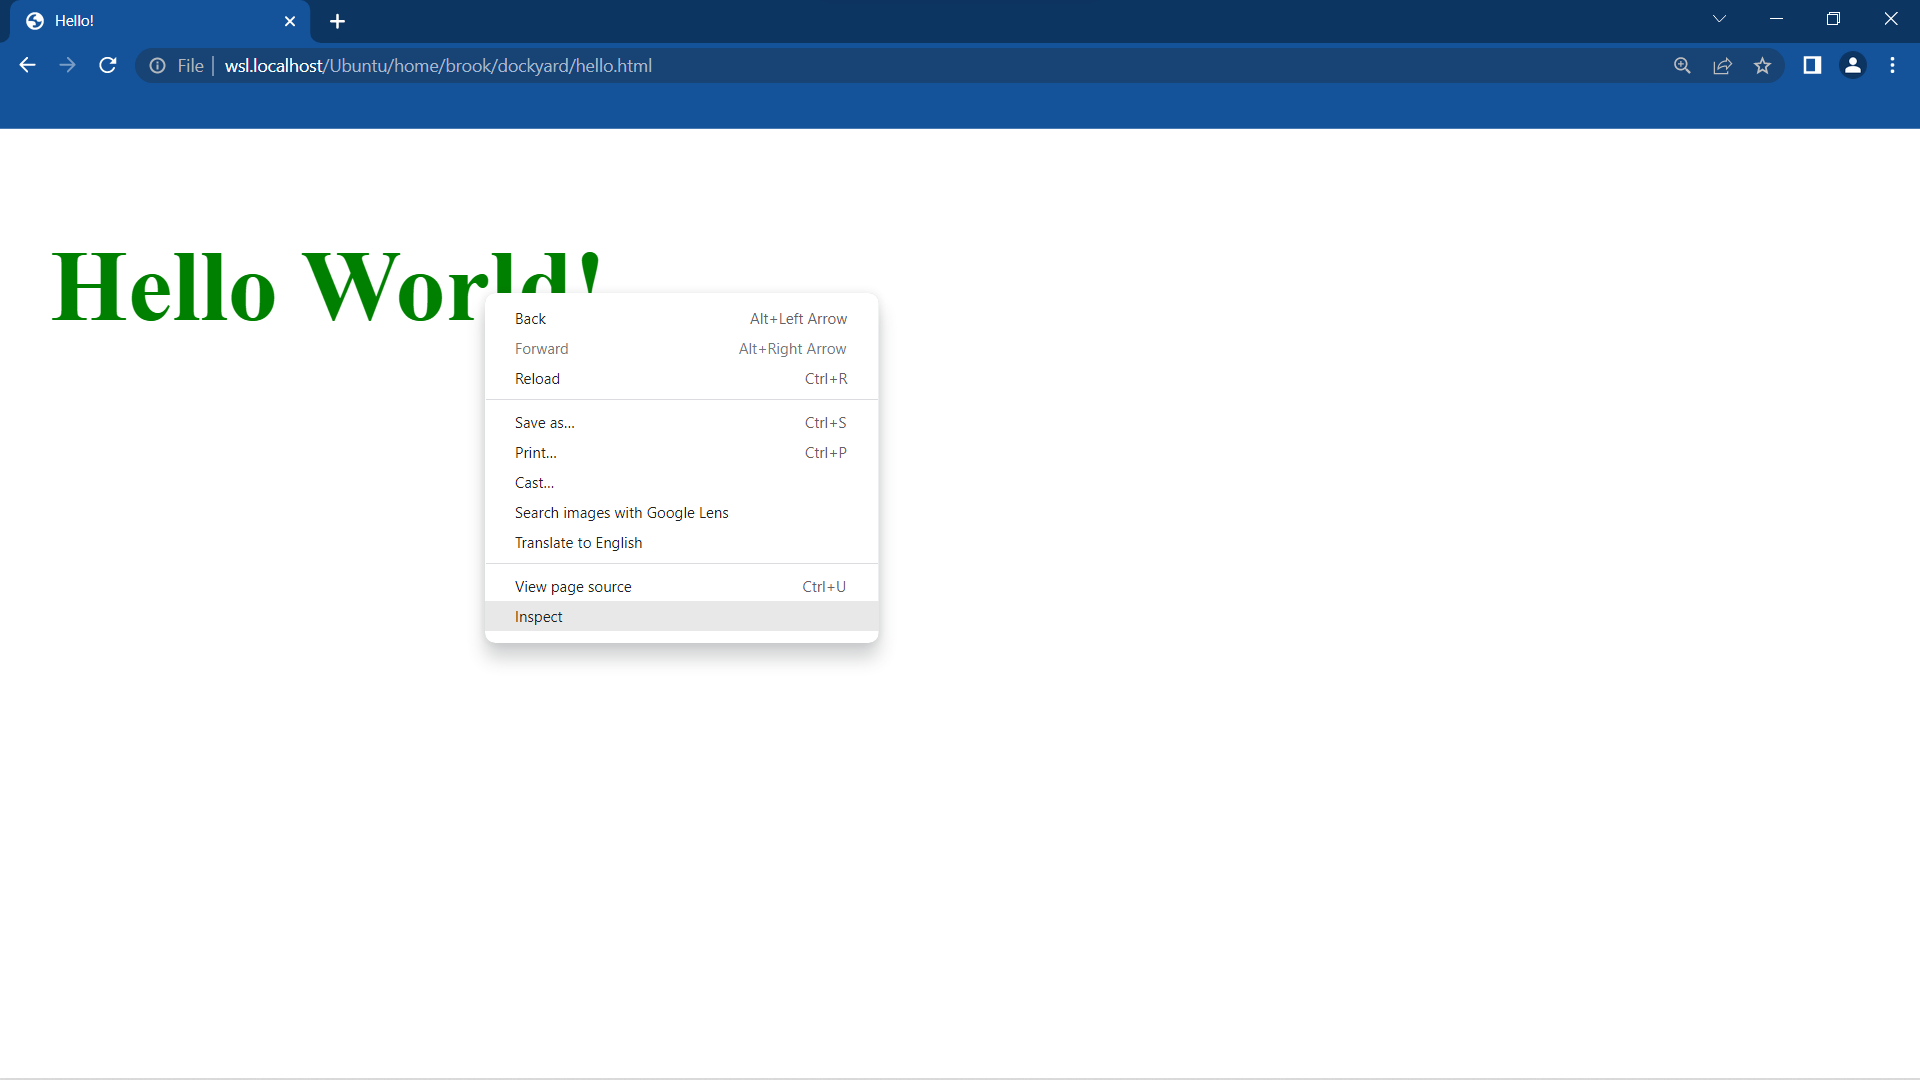 Hello!
File | wsl.localhost/Ubuntu/home/brook/dockyard/hello.html
Hello World!
Back Alt+Left Arrow
Forward Alt+Right Arrow
Reload Ctrl+R
Save as... Ctrl+S
Print... Ctrl+P
Cast...
Search images with Google Lens
Translate to English
View page source Ctrl+U
Inspect